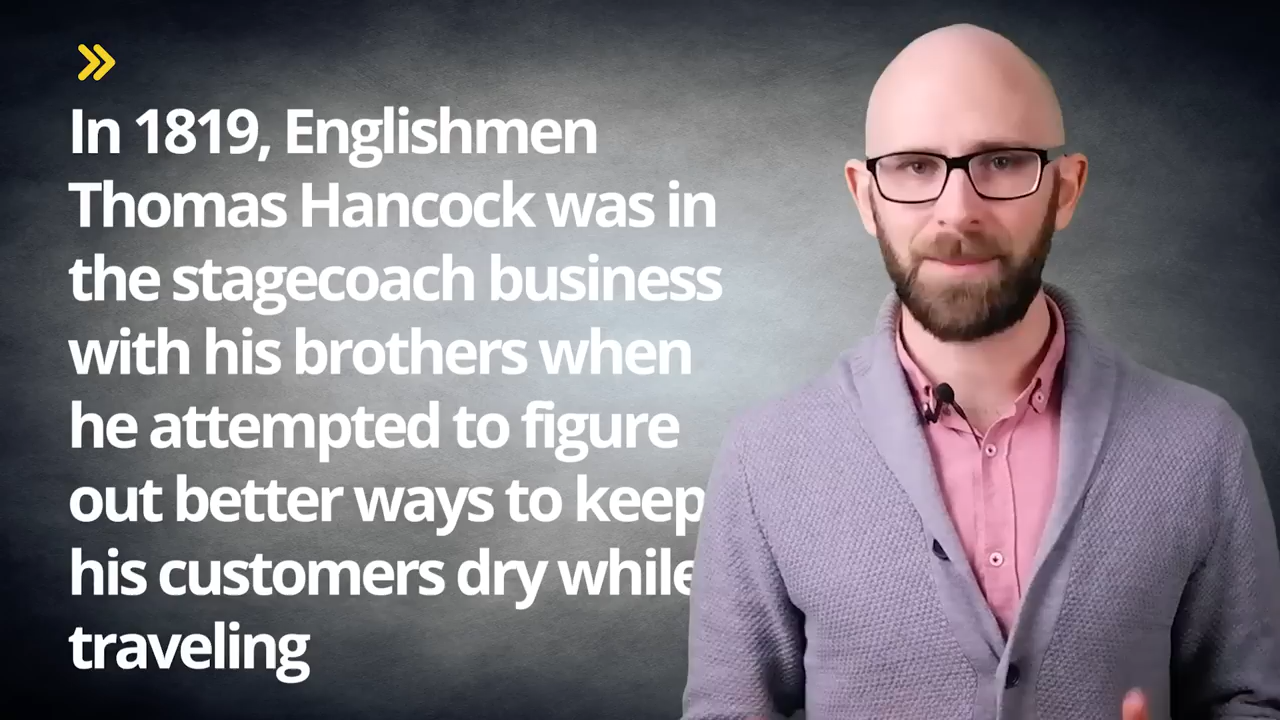 In 1819, Englishmen
Thomas Hancock was in
the stagecoach business
with his brothers when
he attempted to figure
out better ways to keep
his customers dry while
traveling